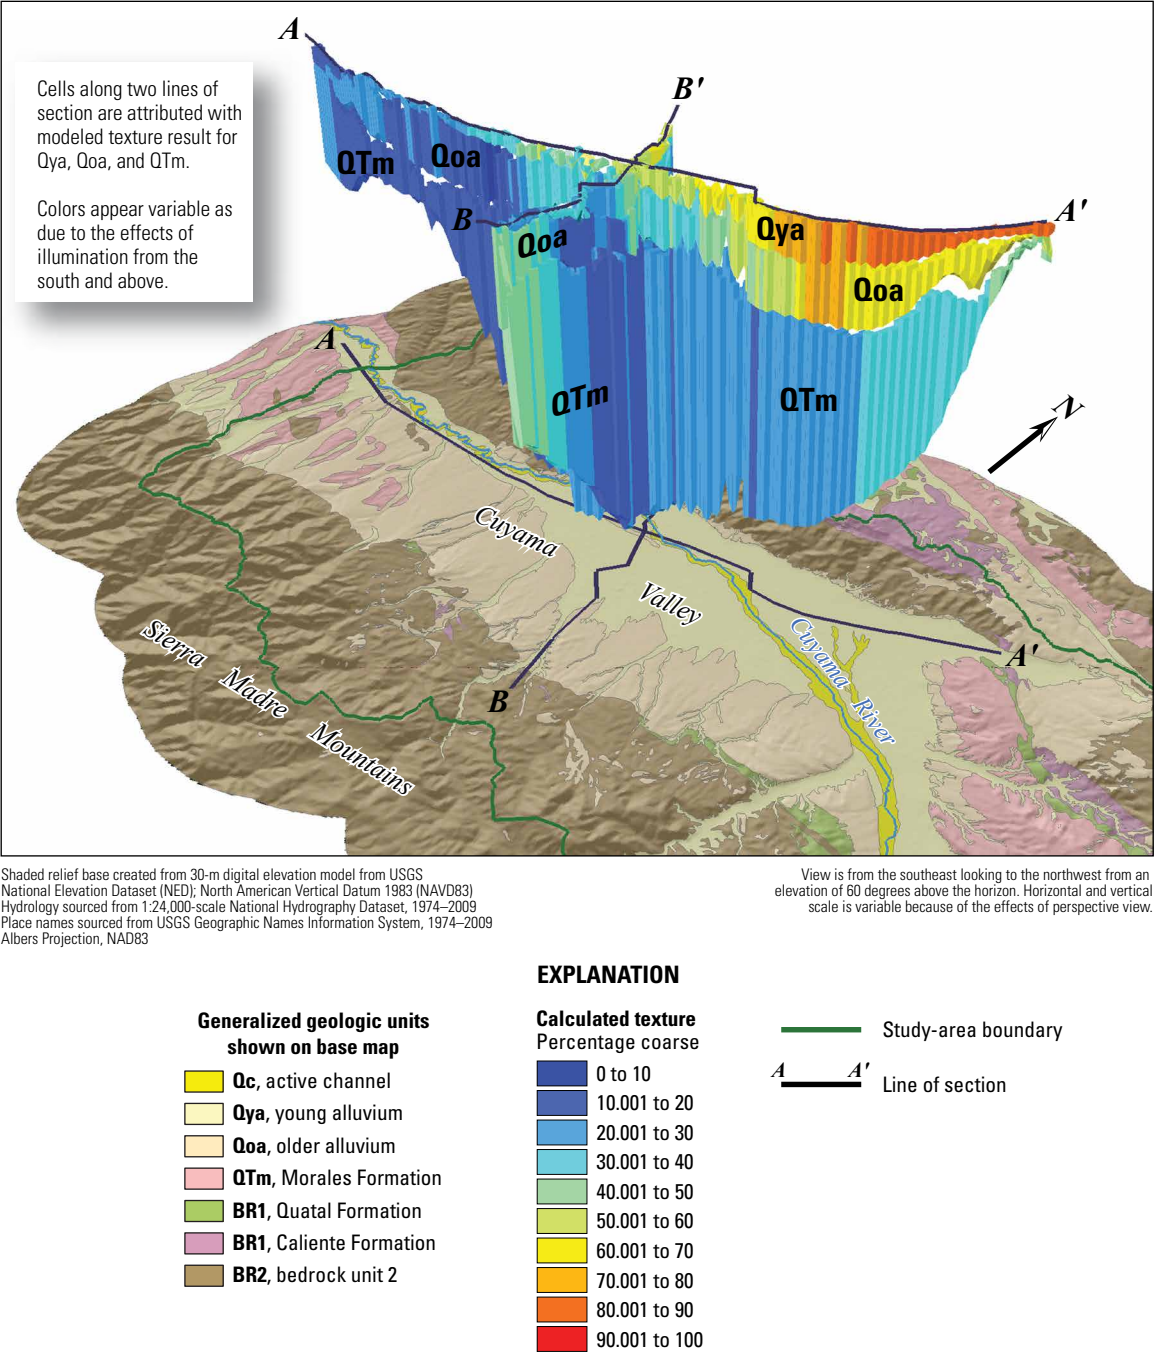 A
Cells along two lines of
section are attributed with
modeled texture result for
Qya, Qoa, and QTm.
Colors appear variable as
due to the effects of
illumination from the
south and above.
B'
QTm
Qoa
B
Qoa
Qya
A'
Qoa
QTm
QTm
N
A
Cuyama
Valley
Cuyama
River
A'
B
Sierra
Madre
Mountains
Shaded relief base created from 30-m digital elevation model from USGS
National Elevation Dataset (NED); North American Vertical Datum 1983 (NAVD83)
Hydrology sourced from 1:24,000-scale National Hydrography Dataset, 1974–2009
Place names sourced from USGS Geographic Names Information System, 1974–2009
Albers Projection, NAD83
View is from the southeast looking to the northwest from an
elevation of 60 degrees above the horizon. Horizontal and vertical
scale is variable because of the effects of perspective view.
EXPLANATION
Generalized geologic units
shown on base map
Qc, active channel
Qya, young alluvium
Qoa, older alluvium
QTm, Morales Formation
BR1, Quatal Formation
BR1, Caliente Formation
BR2, bedrock unit 2
Calculated texture
Percentage coarse
0 to 10
10.001 to 20
20.001 to 30
30.001 to 40
40.001 to 50
50.001 to 60
60.001 to 70
70.001 to 80
80.001 to 90
90.001 to 100
Study-area boundary
A A'
Line of section